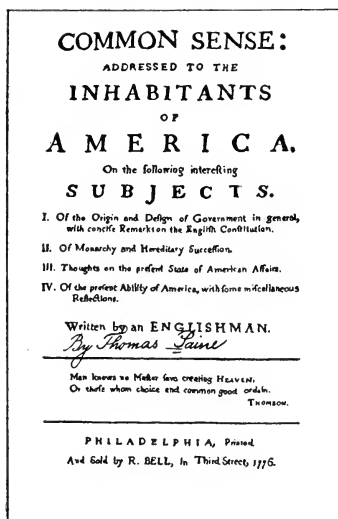 COMMON SENSE:
ADDRESSED TO THE
INHABITANTS
OF
AMERICA,
On the following interesting
SUBJECTS.
I. Of the Origin and Design of Government in general,
with concise Remarks on the English Constitution.
II. Of Monarchy and Hereditary Succession.
III. Thoughts on the present State of American Affairs.
IV. Of the present Ability of America, with some miscellaneous
Reflections.
Written by an ENGLISHMAN.
By Thomas Paine
Man knows no Master save creating HEAVEN,
Or those whom choice and common good ordain.
THOMSON.
PHILADELPHIA, Printed
And Sold by R. BELL, in Third Street, 1776.